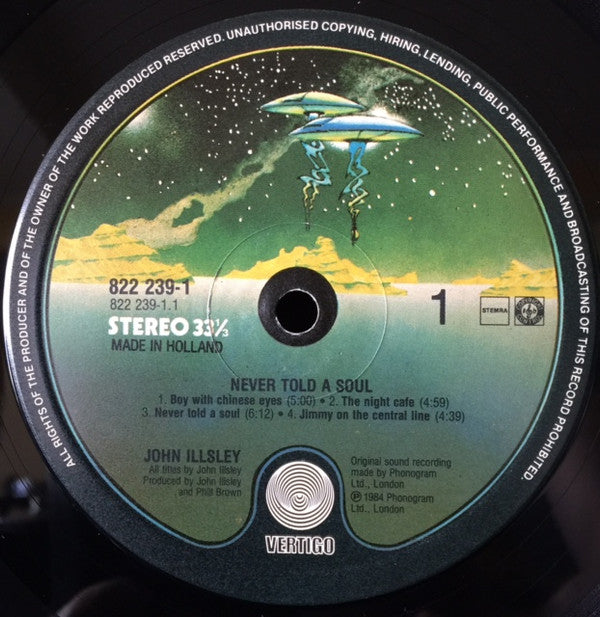 ALL RIGHTS OF THE PRODUCER AND OF THE OWNER OF THE WORK REPRODUCED RESERVED. UNAUTHORISED COPYING, HIRING, LENDING, PUBLIC PERFORMANCE AND BROADCASTING OF THIS RECORD PROHIBITED.
822 239-1
822 239-1.1
STEREO 33⅓
MADE IN HOLLAND
1
STEMRA
NEVER TOLD A SOUL
1. Boy with chinese eyes (5:00) • 2. The night cafe (4:59)
3. Never told a soul (6:12) • 4. Jimmy on the central line (4:39)
JOHN ILLSLEY
All titles by John Illsley
Produced by John Illsley
and Phill Brown
Original sound recording
made by Phonogram
Ltd., London
℗ 1984 Phonogram
Ltd., London
VERTIGO